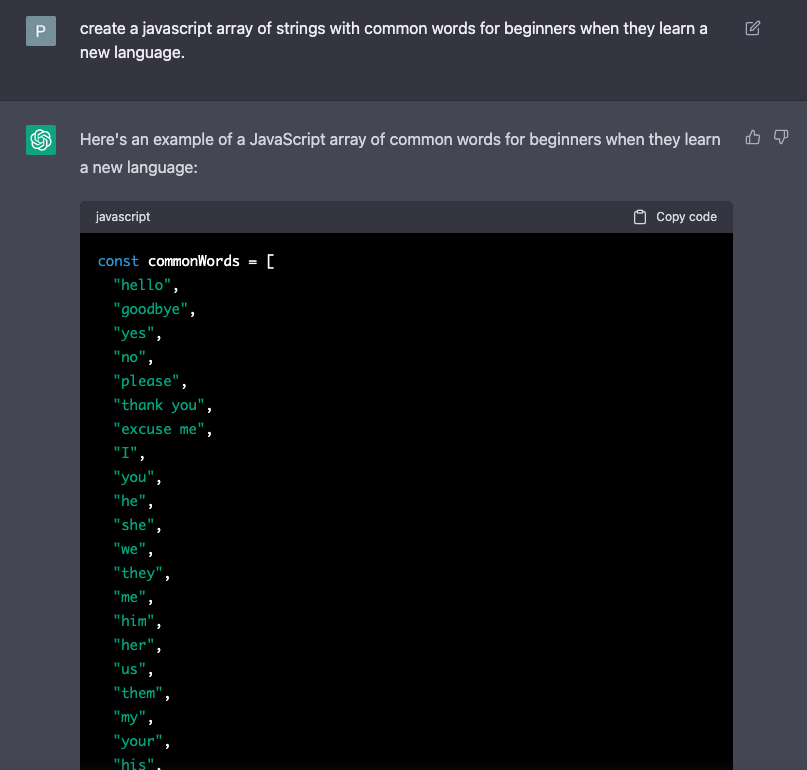 P
create a javascript array of strings with common words for beginners when they learn a
new language.
Here's an example of a JavaScript array of common words for beginners when they learn
a new language:
javascript Copy code
const commonWords = [
"hello",
"goodbye",
"yes",
"no",
"please",
"thank you",
"excuse me",
"I",
"you",
"he",
"she",
"we",
"they",
"me",
"him",
"her",
"us",
"them",
"my",
"your",
"his",